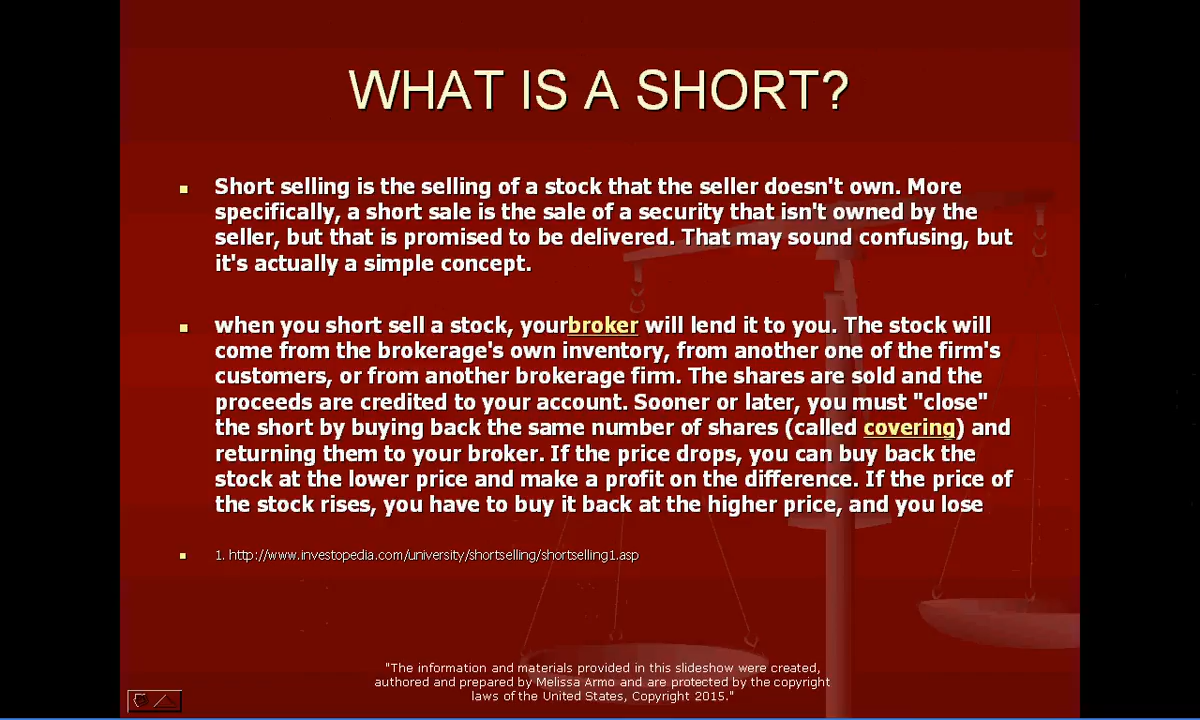 WHAT IS A SHORT?
Short selling is the selling of a stock that the seller doesn't own. More
specifically, a short sale is the sale of a security that isn't owned by the
seller, but that is promised to be delivered. That may sound confusing, but
it's actually a simple concept.
when you short sell a stock, yourbroker will lend it to you. The stock will
come from the brokerage's own inventory, from another one of the firm's
customers, or from another brokerage firm. The shares are sold and the
proceeds are credited to your account. Sooner or later, you must "close"
the short by buying back the same number of shares (called covering) and
returning them to your broker. If the price drops, you can buy back the
stock at the lower price and make a profit on the difference. If the price of
the stock rises, you have to buy it back at the higher price, and you lose
1. http://www.investopedia.com/university/shortselling/shortselling1.asp
"The information and materials provided in this slideshow were created,
authored and prepared by Melissa Armo and are protected by the copyright
laws of the United States, Copyright 2015."